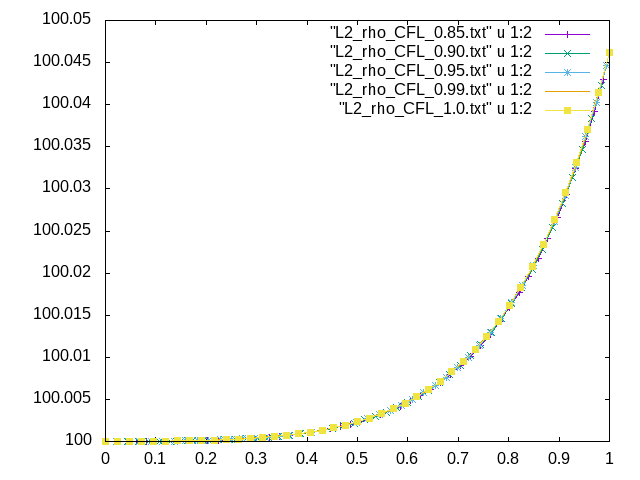 100.05
100.045
100.04
100.035
100.03
100.025
100.02
100.015
100.01
100.005
100
0 0.1 0.2 0.3 0.4 0.5 0.6 0.7 0.8 0.9 1
"L2_rho_CFL_0.85.txt" u 1:2
"L2_rho_CFL_0.90.txt" u 1:2
"L2_rho_CFL_0.95.txt" u 1:2
"L2_rho_CFL_0.99.txt" u 1:2
"L2_rho_CFL_1.0.txt" u 1:2